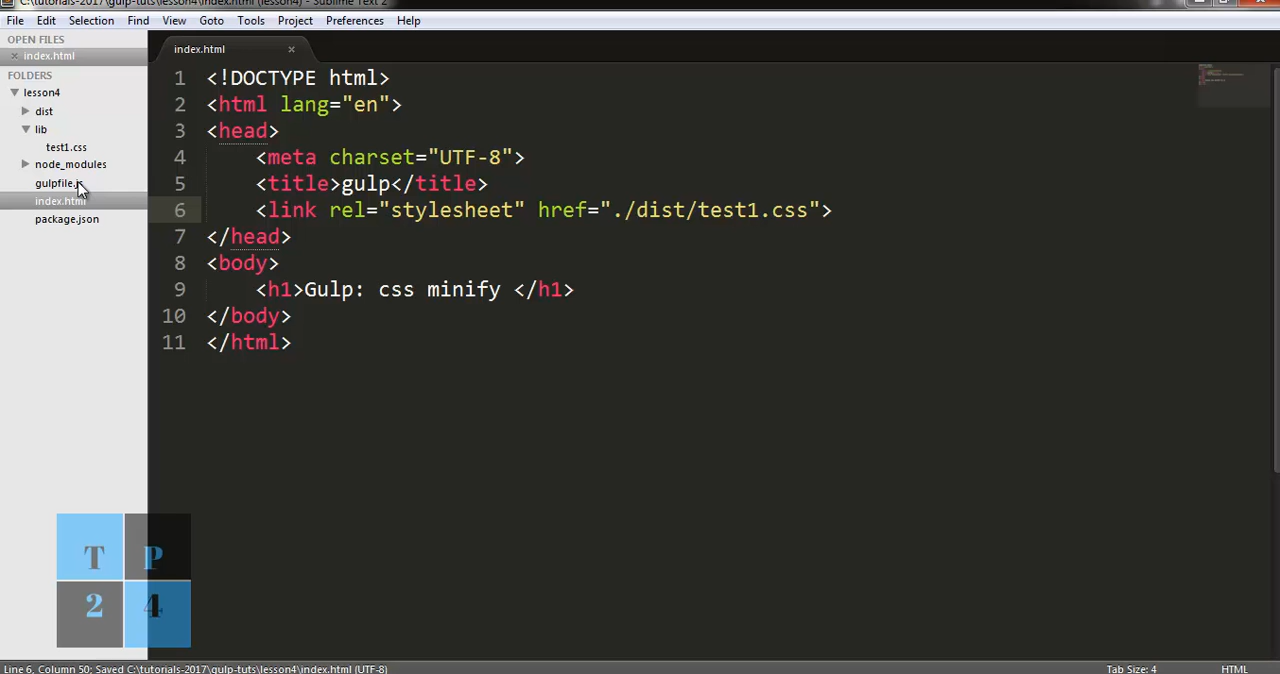 C:\tutorials-2017\gulp-tuts\lesson4\index.html (lesson4) - Sublime Text 2
File Edit Selection View Goto Tools Project Preferences Help
OPEN FILES
× index.html
FOLDERS
lesson4
dist
lib
test1.css
node_modules
gulpfile.js
index.html
package.json
index.html ×
1 <!DOCTYPE html>
2 <html lang="en">
3 <head>
4 <meta charset="UTF-8">
5 <title>gulp</title>
6 <link rel="stylesheet" href="./dist/test1.css">
7 </head>
8 <body>
9 <h1>Gulp: css minify </h1>
10 </body>
11 </html>
T P
2 4
Line 6, Column 50; Saved C:\tutorials-2017\gulp-tuts\lesson4\index.html (UTF-8) Tab Size: 4 HTML